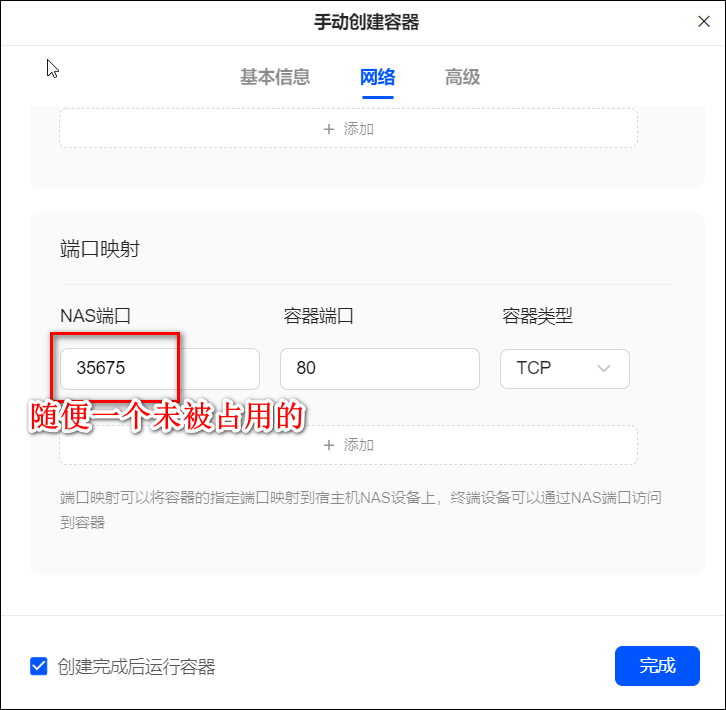 手动创建容器
基本信息 网络 高级
+ 添加
端口映射
NAS端口 容器端口 容器类型
35675 80 TCP
随便一个未被占用的
+ 添加
端口映射可以将容器的指定端口映射到宿主机NAS设备上，终端设备可以通过NAS端口访问
到容器
创建完成后运行容器 完成